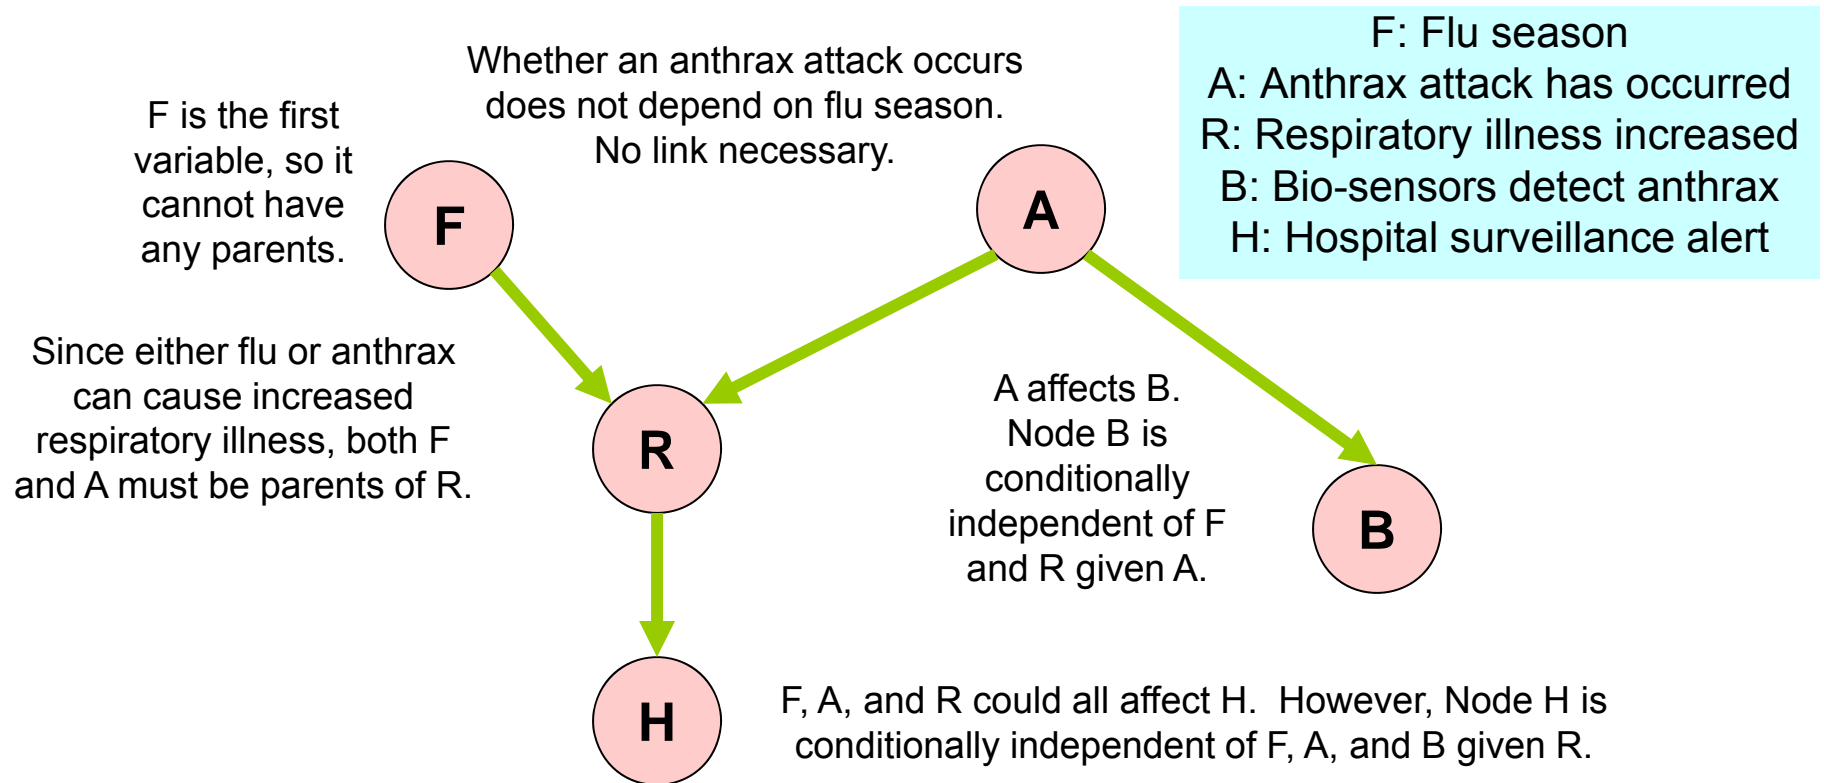 Whether an anthrax attack occurs
does not depend on flu season.
No link necessary.
F: Flu season
A: Anthrax attack has occurred
R: Respiratory illness increased
B: Bio-sensors detect anthrax
H: Hospital surveillance alert
F is the first
variable, so it
cannot have
any parents.
F
A
Since either flu or anthrax
can cause increased
respiratory illness, both F
and A must be parents of R.
R
A affects B.
Node B is
conditionally
independent of F
and R given A.
B
H
F, A, and R could all affect H.  However, Node H is
conditionally independent of F, A, and B given R.